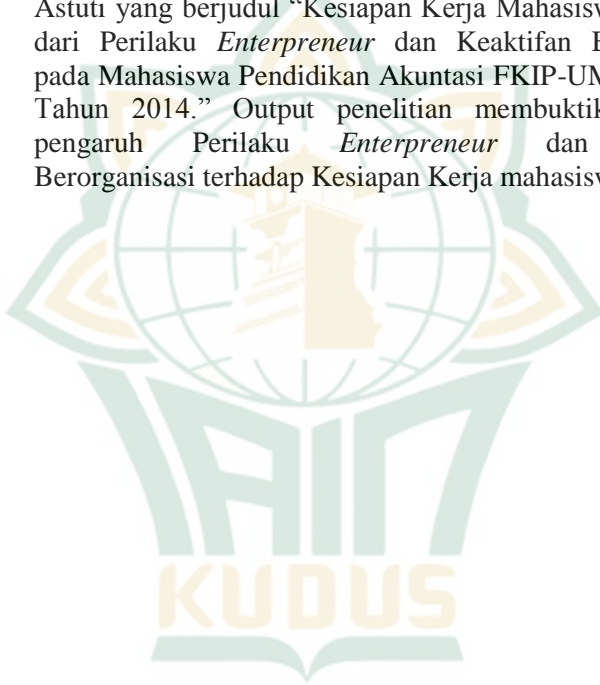 Astuti yang berjudul “Kesiapan Kerja Mahasisw
dari Perilaku Enterpreneur dan Keaktifan B
pada Mahasiswa Pendidikan Akuntasi FKIP-UM
Tahun 2014.” Output penelitian membuktik
pengaruh Perilaku Enterpreneur dan
Berorganisasi terhadap Kesiapan Kerja mahasisw
IAIN
KUDUS